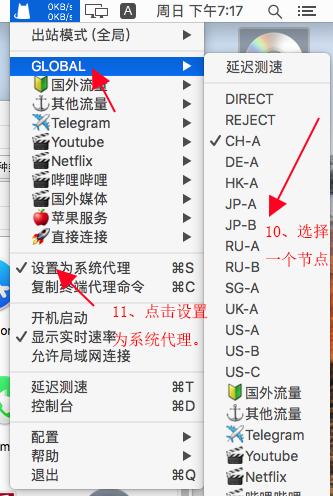 0KB/s
0KB/s
A
周日 下午7:17
出站模式 (全局)
GLOBAL
国外流量
其他流量
Telegram
Youtube
Netflix
哔哩哔哩
国外媒体
苹果服务
直接连接
设置为系统代理 ⌘S
复制终端代理命令 ⌘C
11、点击设置
为系统代理。
开机启动
显示实时速率
允许局域网连接
延迟测速 ⌘T
控制台 ⌘D
配置
帮助
退出 ⌘Q
延迟测速
DIRECT
REJECT
CH-A
DE-A
HK-A
JP-A
JP-B
RU-A
RU-B
SG-A
UK-A
US-A
US-B
US-C
10、选择
一个节点
国外流量
其他流量
Telegram
Youtube
Netflix
哔哩哔哩